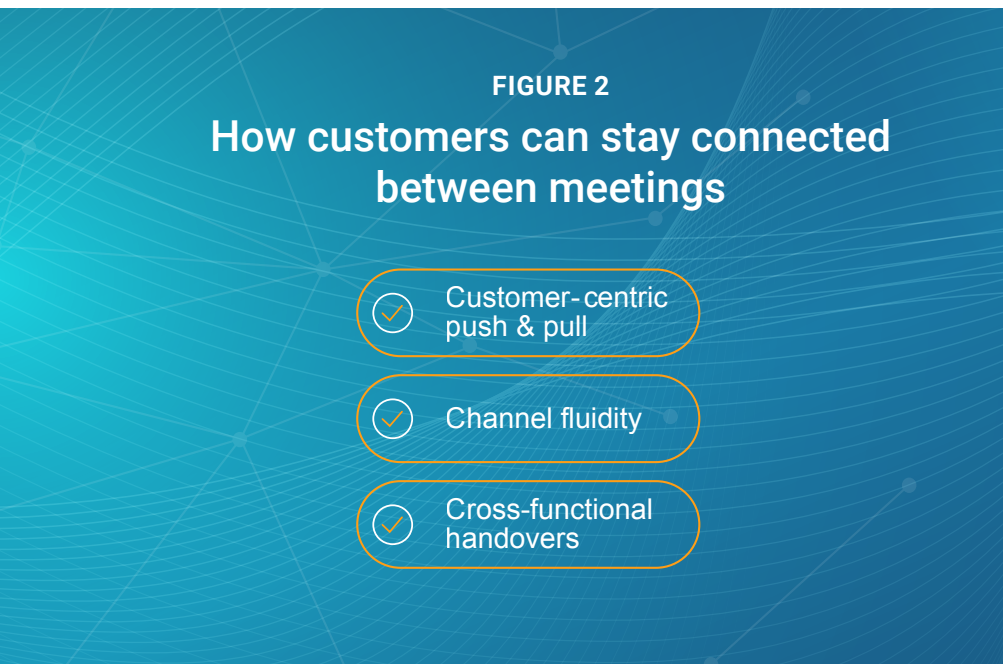 FIGURE 2
How customers can stay connected
between meetings
Customer-centric
push & pull
Channel fluidity
Cross-functional
handovers